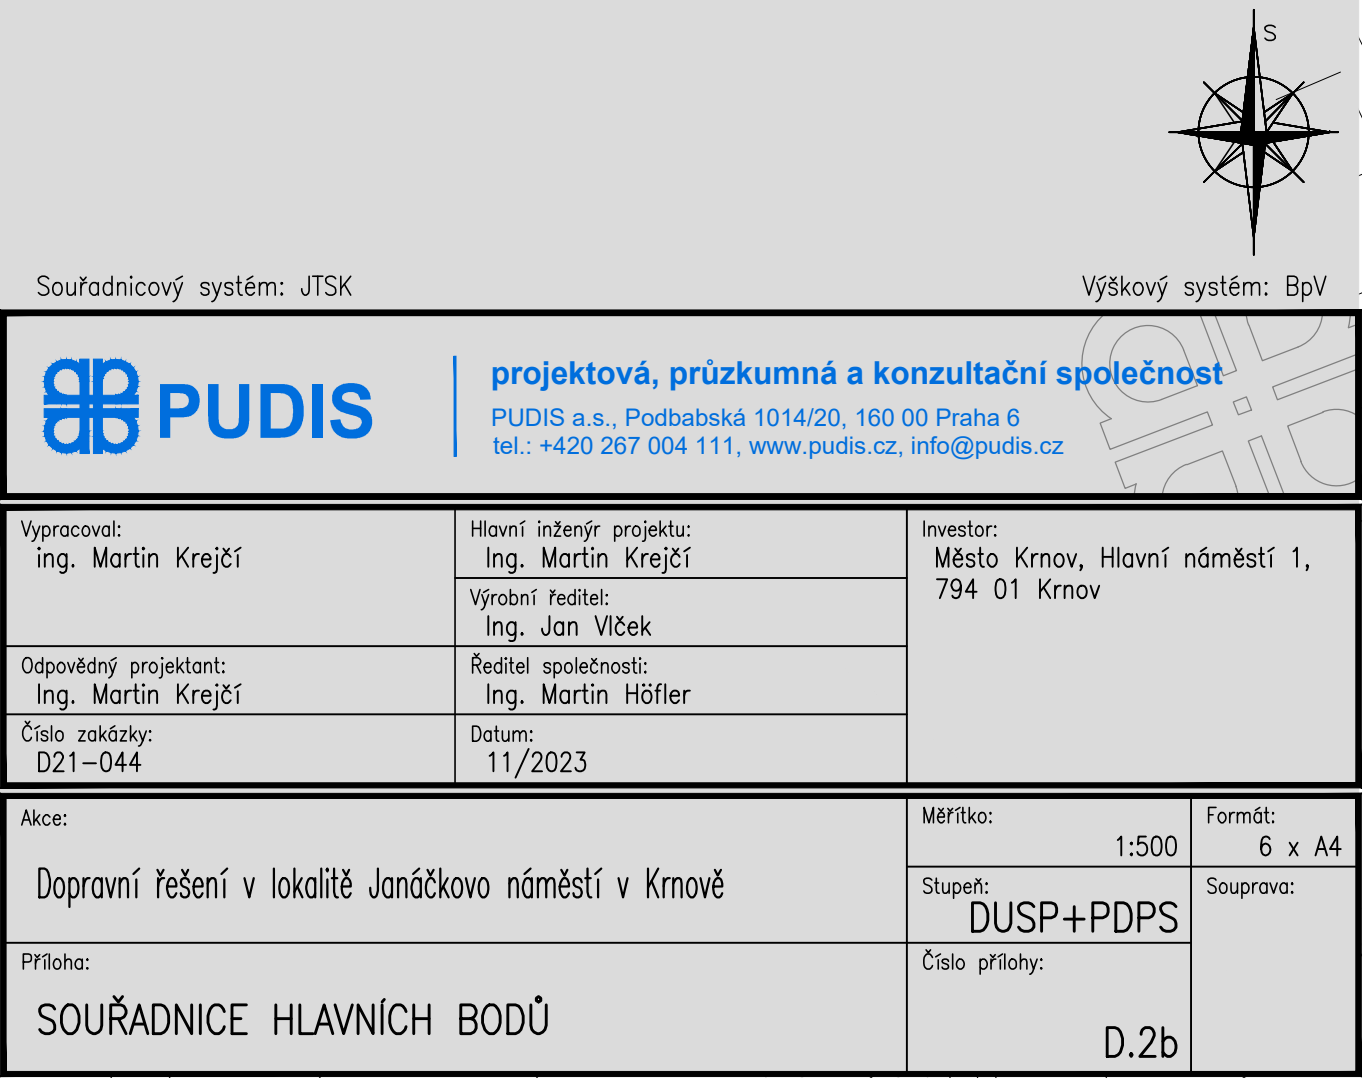 S
Souřadnicový systém: JTSK
Výškový systém: BpV
PUDIS
projektová, průzkumná a konzultační společnost
PUDIS a.s., Podbabská 1014/20, 160 00 Praha 6
tel.: +420 267 004 111, www.pudis.cz, info@pudis.cz
Vypracoval:
ing. Martin Krejčí
Hlavní inženýr projektu:
Ing. Martin Krejčí
Výrobní ředitel:
Ing. Jan Vlček
Investor:
Město Krnov, Hlavní náměstí 1,
794 01 Krnov
Odpovědný projektant:
Ing. Martin Krejčí
Ředitel společnosti:
Ing. Martin Höfler
Číslo zakázky:
D21-044
Datum:
11/2023
Akce:
Dopravní řešení v lokalitě Janáčkovo náměstí v Krnově
Měřítko:
1:500
Formát:
6 x A4
Stupeň:
DUSP+PDPS
Souprava:
Příloha:
SOUŘADNICE HLAVNÍCH BODŮ
Číslo přílohy:
D.2b